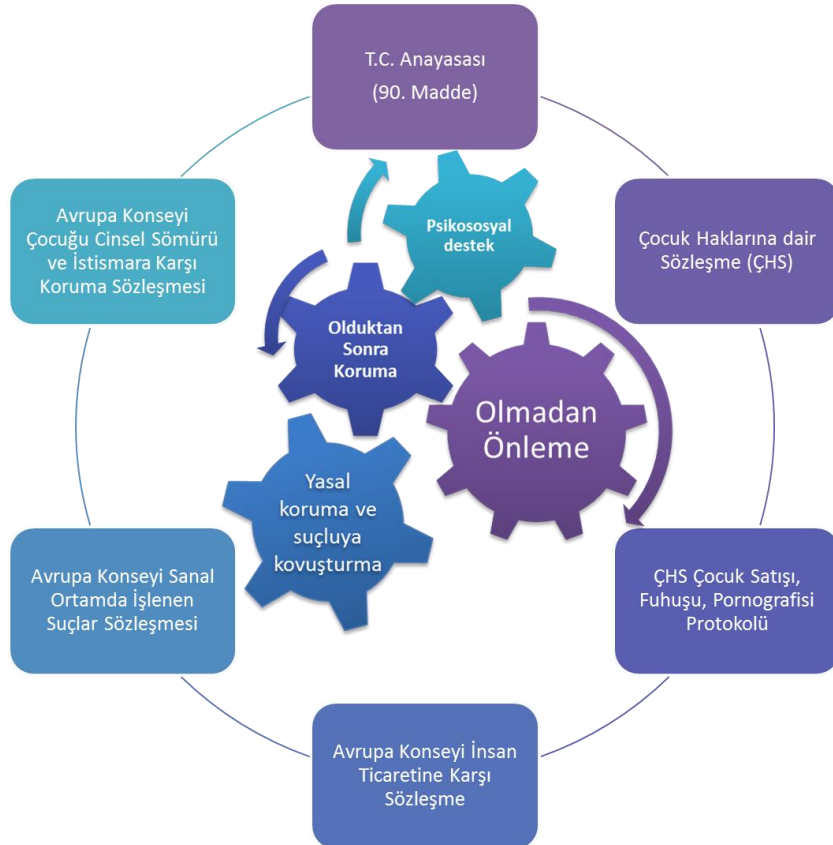 T.C. Anayasası
(90. Madde)
Çocuk Haklarına dair
Sözleşme (ÇHS)
ÇHS Çocuk Satışı,
Fuhuşu, Pornografisi
Protokolü
Avrupa Konseyi İnsan
Ticaretine Karşı
Sözleşme
Avrupa Konseyi Sanal
Ortamda İşlenen
Suçlar Sözleşmesi
Avrupa Konseyi
Çocuğu Cinsel Sömürü
ve İstismara Karşı
Koruma Sözleşmesi
Psikososyal
destek
Olduktan
Sonra
Koruma
Olmadan
Önleme
Yasal
koruma ve
suçluya
kovuşturma